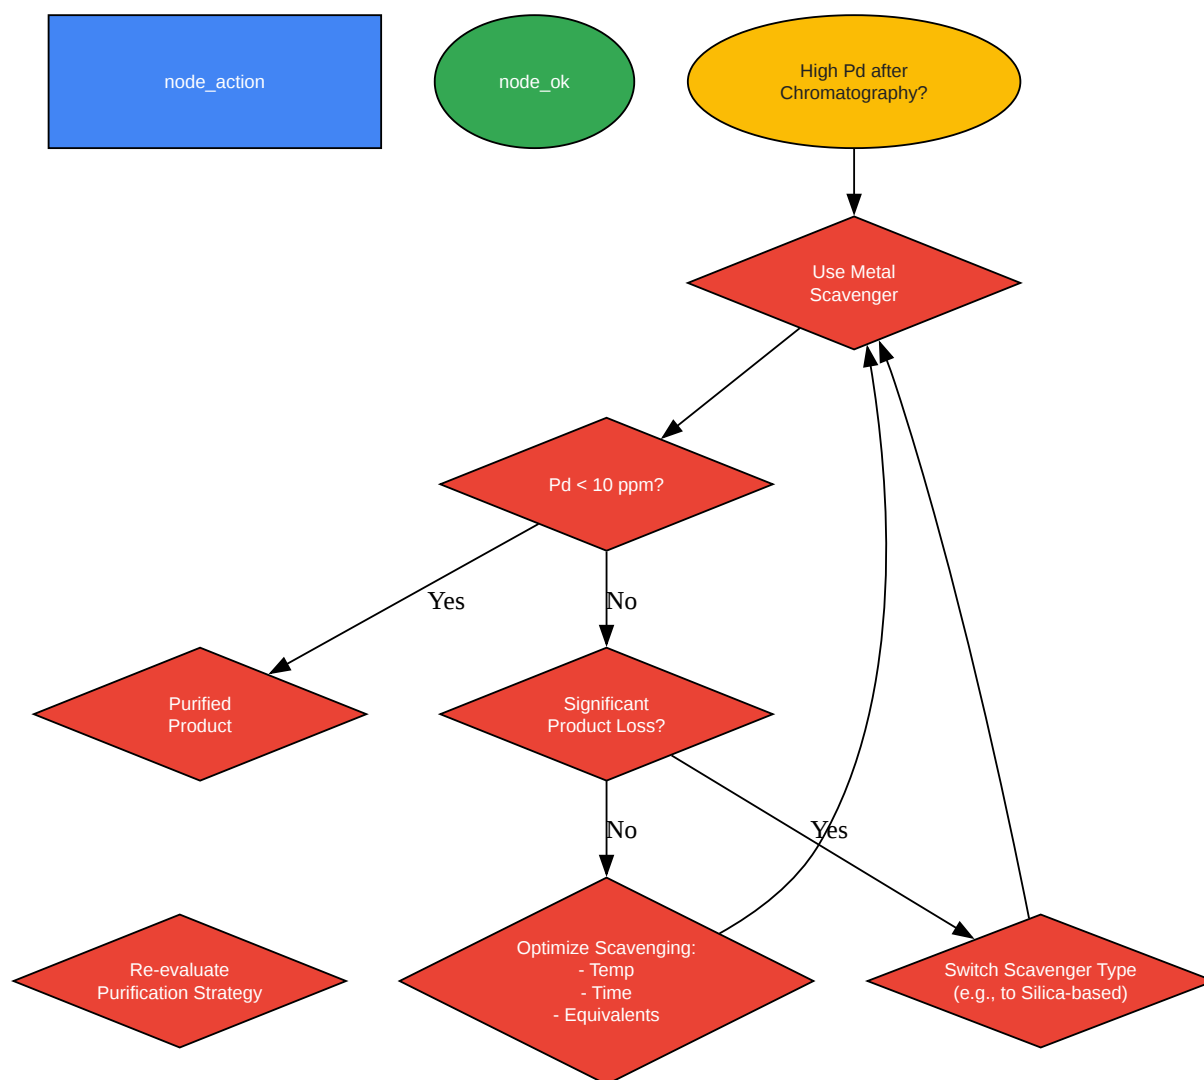 node_action
node_ok
High Pd after
Chromatography?
Use Metal
Scavenger
Pd < 10 ppm?
Yes
No
Purified
Product
Significant
Product Loss?
No
Yes
Re-evaluate
Purification Strategy
Optimize Scavenging:
- Temp
- Time
- Equivalents
Switch Scavenger Type
(e.g., to Silica-based)